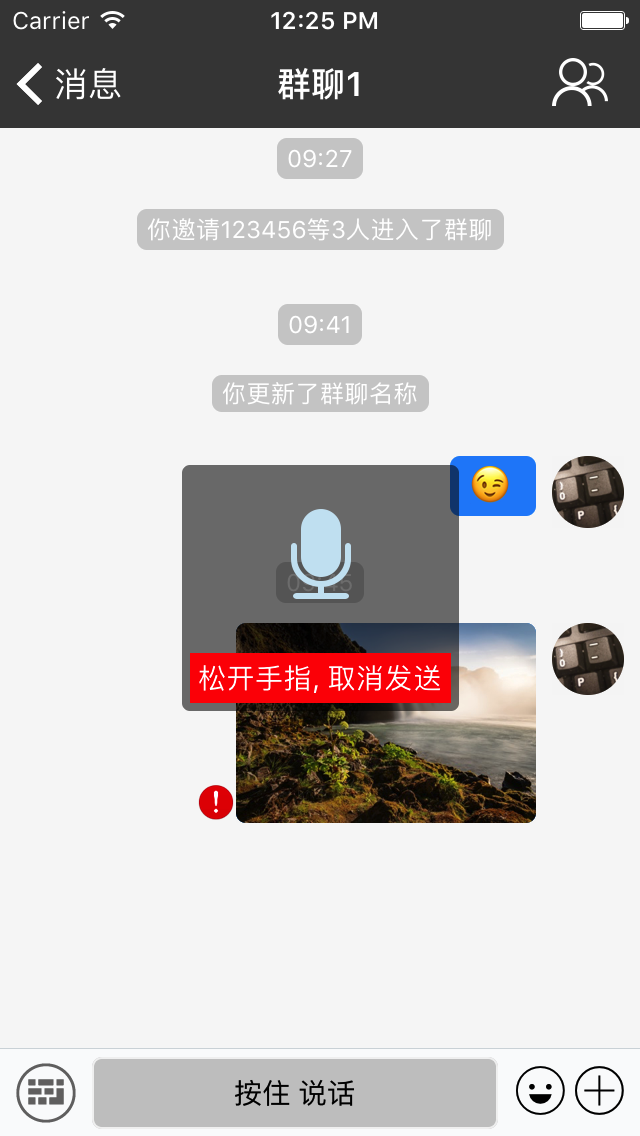 Carrier 12:25 PM
消息 群聊1
09:27
你邀请123456等3人进入了群聊
09:41
你更新了群聊名称
松开手指, 取消发送
按住 说话